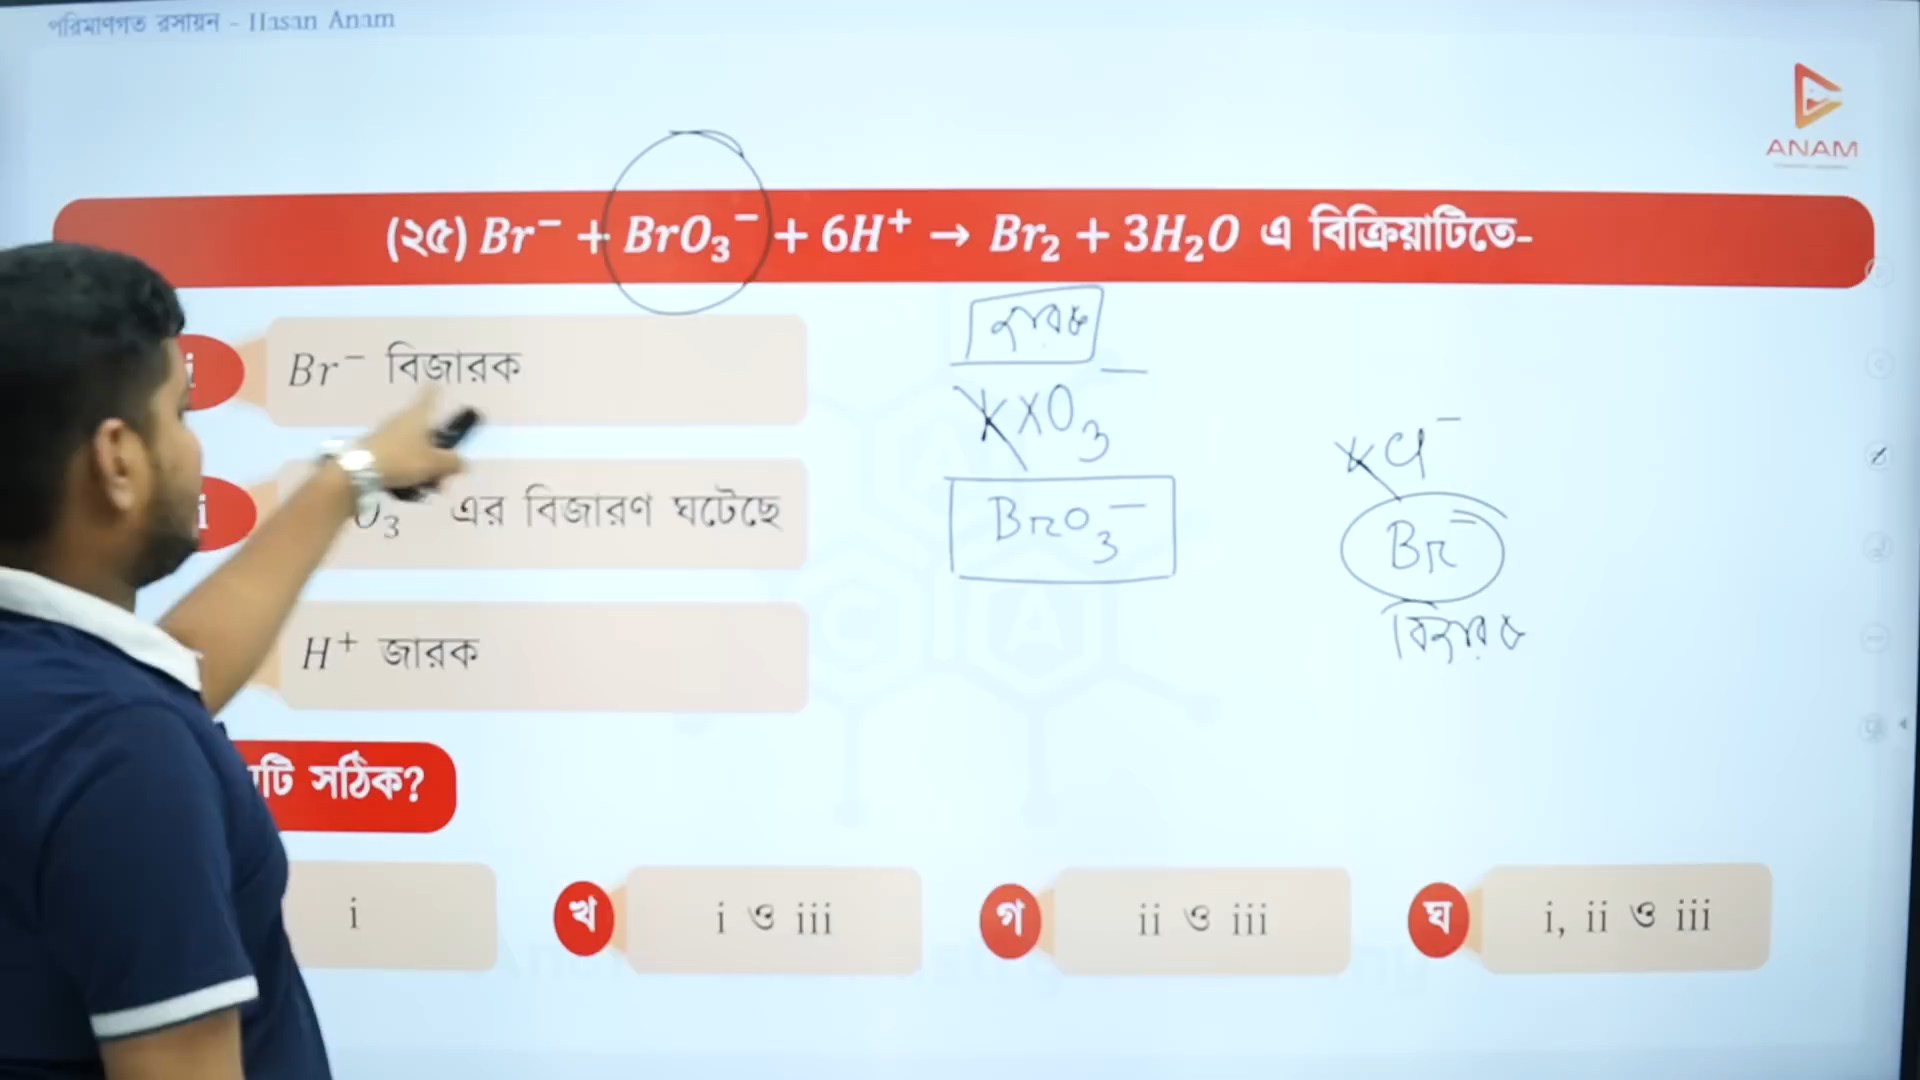 পরিমাণগত রসায়ন - Hasan Anam
ANAM
(২৫) Br⁻ + BrO₃⁻ + 6H⁺ → Br₂ + 3H₂O এ বিক্রিয়াটিতে-
i Br⁻ বিজারক
জারক
XO₃⁻
Cl⁻
i O₃⁻ এর বিজারণ ঘটেছে
BrO₃⁻
Br⁻
বিজারক
H⁺ জারক
টি সঠিক?
i
খ i ও iii
গ ii ও iii
ঘ i, ii ও iii